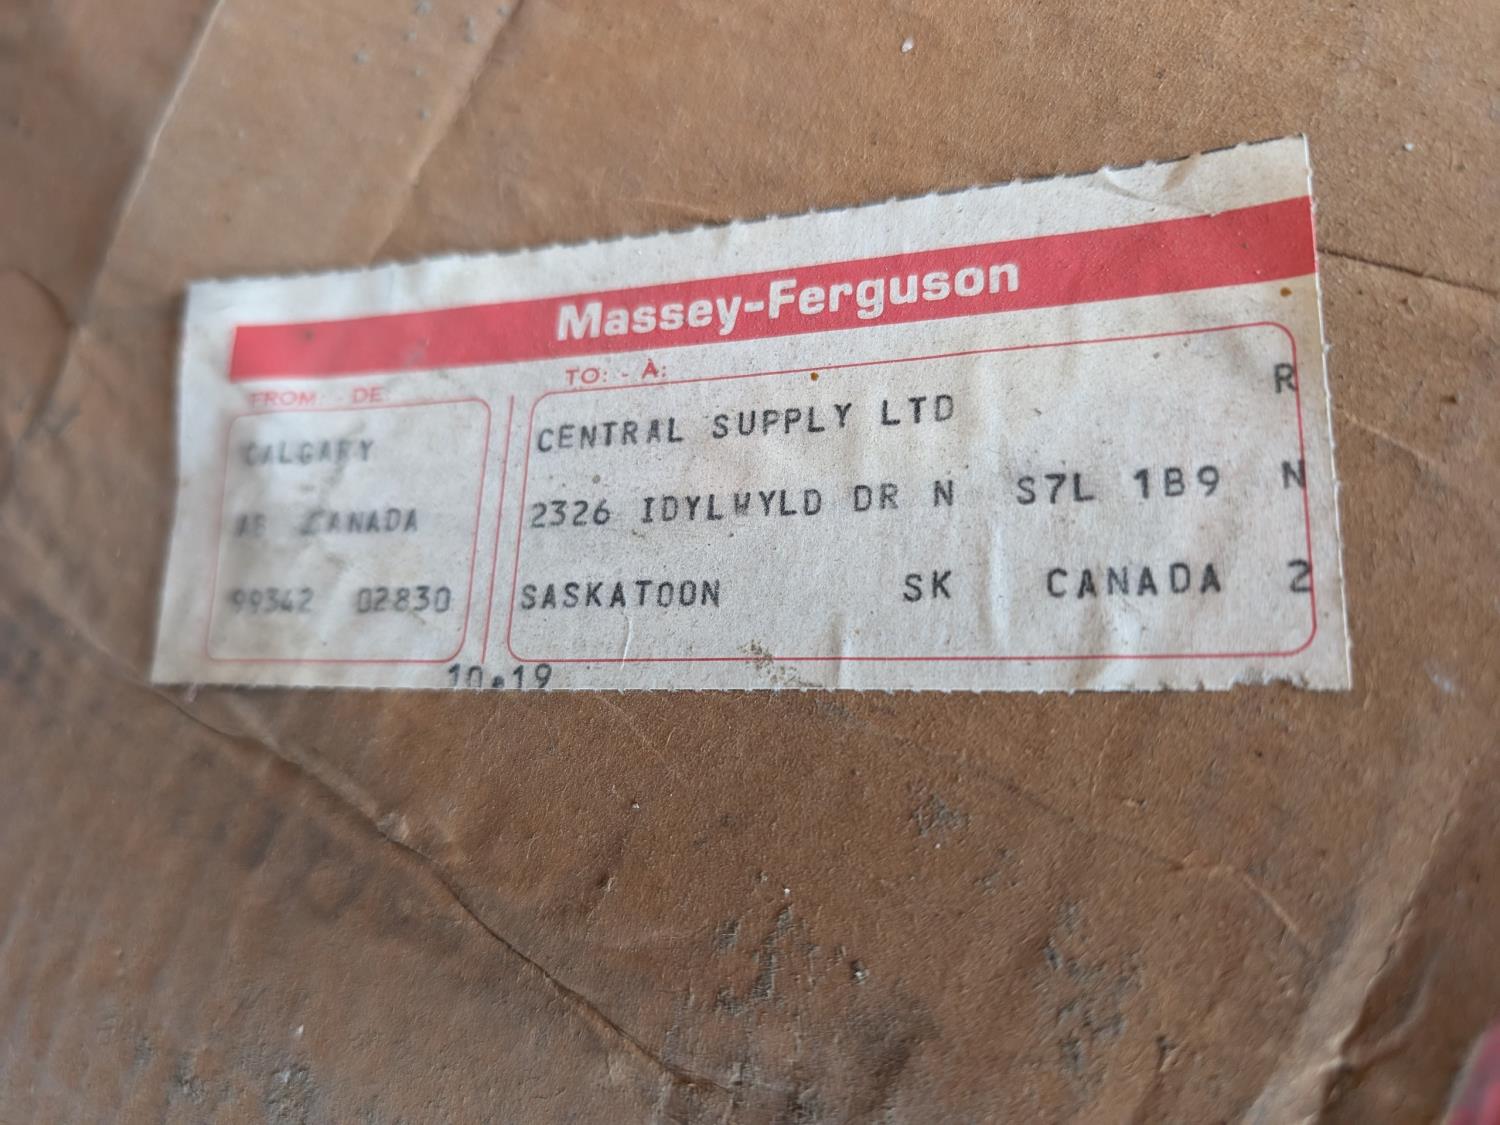 Massey-Ferguson
FROM: - DE:
CALGARY
AB CANADA
99342 02830
TO: - À:
CENTRAL SUPPLY LTD R
2326 IDYLWYLD DR N S7L 1B9 N
SASKATOON SK CANADA 2
10.19